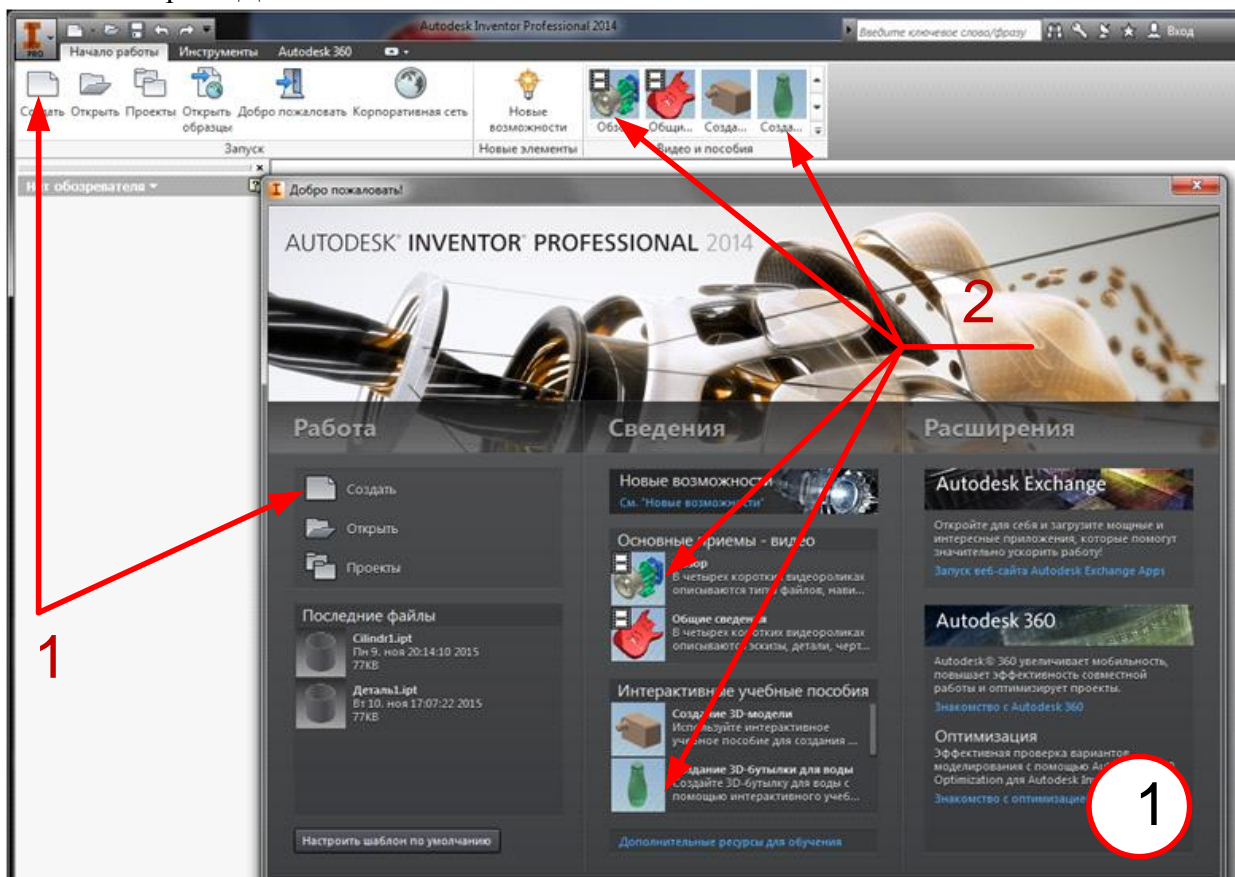 Autodesk Inventor Professional 2014
Введите ключевое слово/фразу
Вход
PRO
Начало работы Инструменты Autodesk 360
Создать Открыть Проекты Открыть образцы Добро пожаловать Корпоративная сеть
Новые возможности
Общи... Созда... Созда...
Запуск Новые элементы Видео и пособия
Нет обозревателя
Добро пожаловать!
AUTODESK® INVENTOR® PROFESSIONAL 2014
2
Работа
Создать
Открыть
Проекты
1
Последние файлы
Cilindr1.ipt
Пн 9. ноя 20:14:10 2015
77KB
Деталь1.ipt
Вт 10. ноя 17:07:22 2015
77KB
Настроить шаблон по умолчанию
Сведения
Новые возможности
См. "Новые возможности"
Основные приемы - видео
В четырех коротких видеороликах
описываются типы файлов, нави...
Общие сведения
В четырех коротких видеороликах
описываются эскизы, детали, черт...
Интерактивные учебные пособия
Создание 3D-модели
Используйте интерактивное
учебное пособие для создания ...
Создание 3D-бутылки для воды
Создайте 3D-бутылку для воды с
помощью интерактивного учеб...
Дополнительные ресурсы для обучения
Расширения
Autodesk Exchange
Откройте для себя и загрузите мощные и
интересные приложения, которые помогут
значительно ускорить работу!
Запуск веб-сайта Autodesk Exchange Apps
Autodesk 360
Autodesk® 360 увеличивает мобильность,
повышает эффективность совместной
работы и оптимизирует проекты.
Знакомство с Autodesk 360
Оптимизация
Эффективная проверка вариантов
моделирования с помощью
Optimization для Autodesk
Знакомство с
1